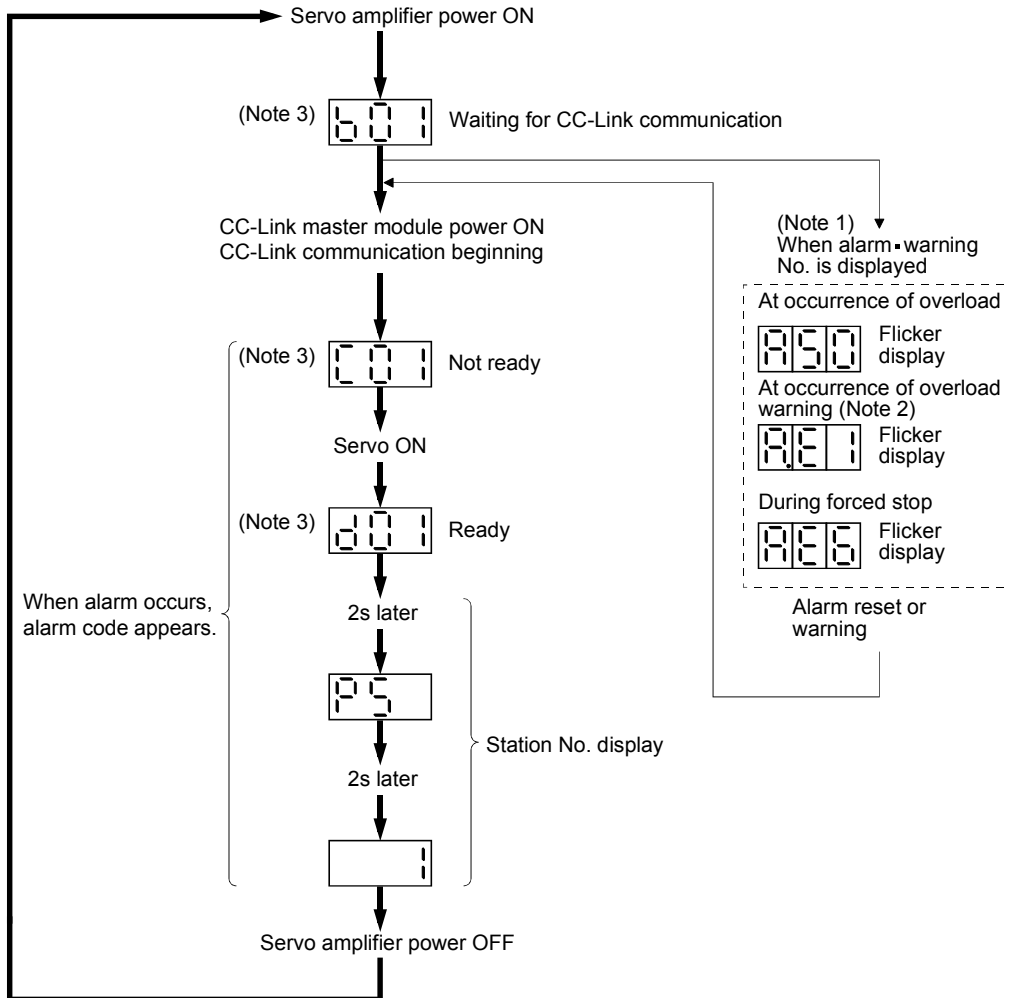 Servo amplifier power ON
(Note 3)
b01
Waiting for CC-Link communication
CC-Link master module power ON
CC-Link communication beginning
(Note 3)
C01
Not ready
Servo ON
(Note 3)
d01
Ready
When alarm occurs,
alarm code appears.
2s later
PS
Station No. display
2s later
1
Servo amplifier power OFF
(Note 1)
When alarm▪warning
No. is displayed
At occurrence of overload
A50
Flicker
display
At occurrence of overload
warning (Note 2)
A.E1
Flicker
display
During forced stop
AE6
Flicker
display
Alarm reset or
warning